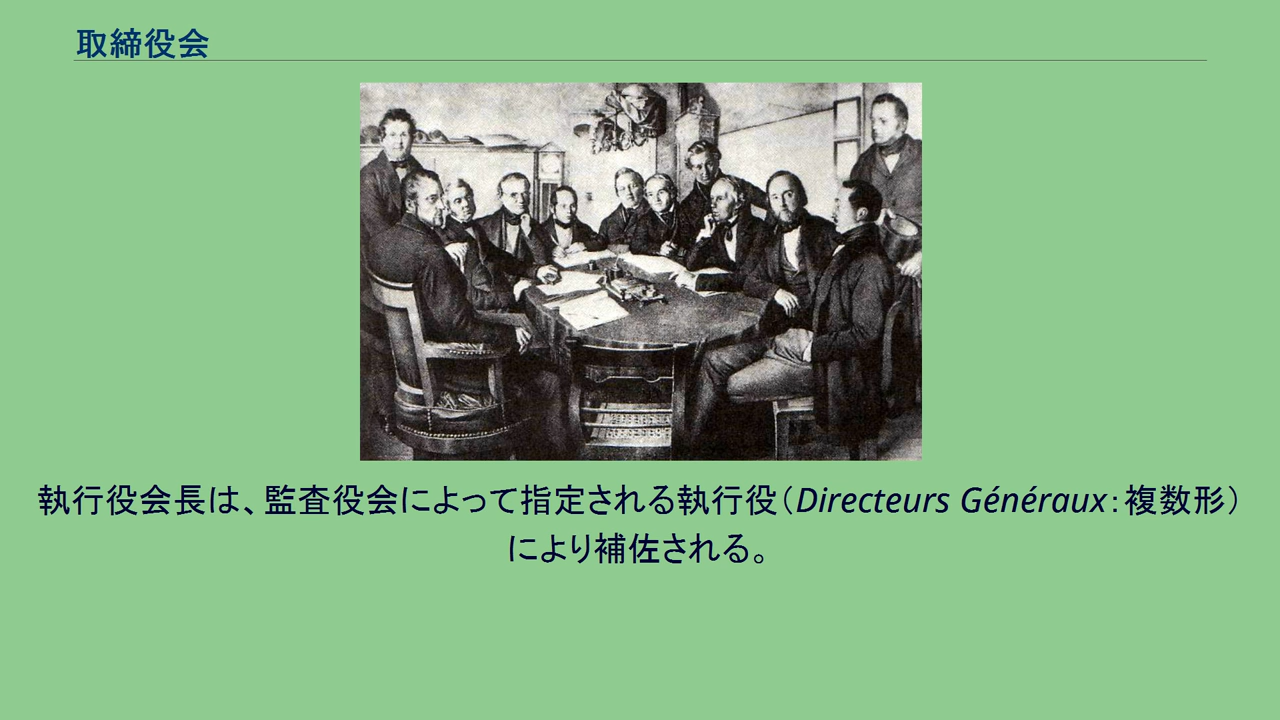 取締役会
執行役会長は、監査役会によって指定される執行役（Directeurs Généraux：複数形）
により補佐される。